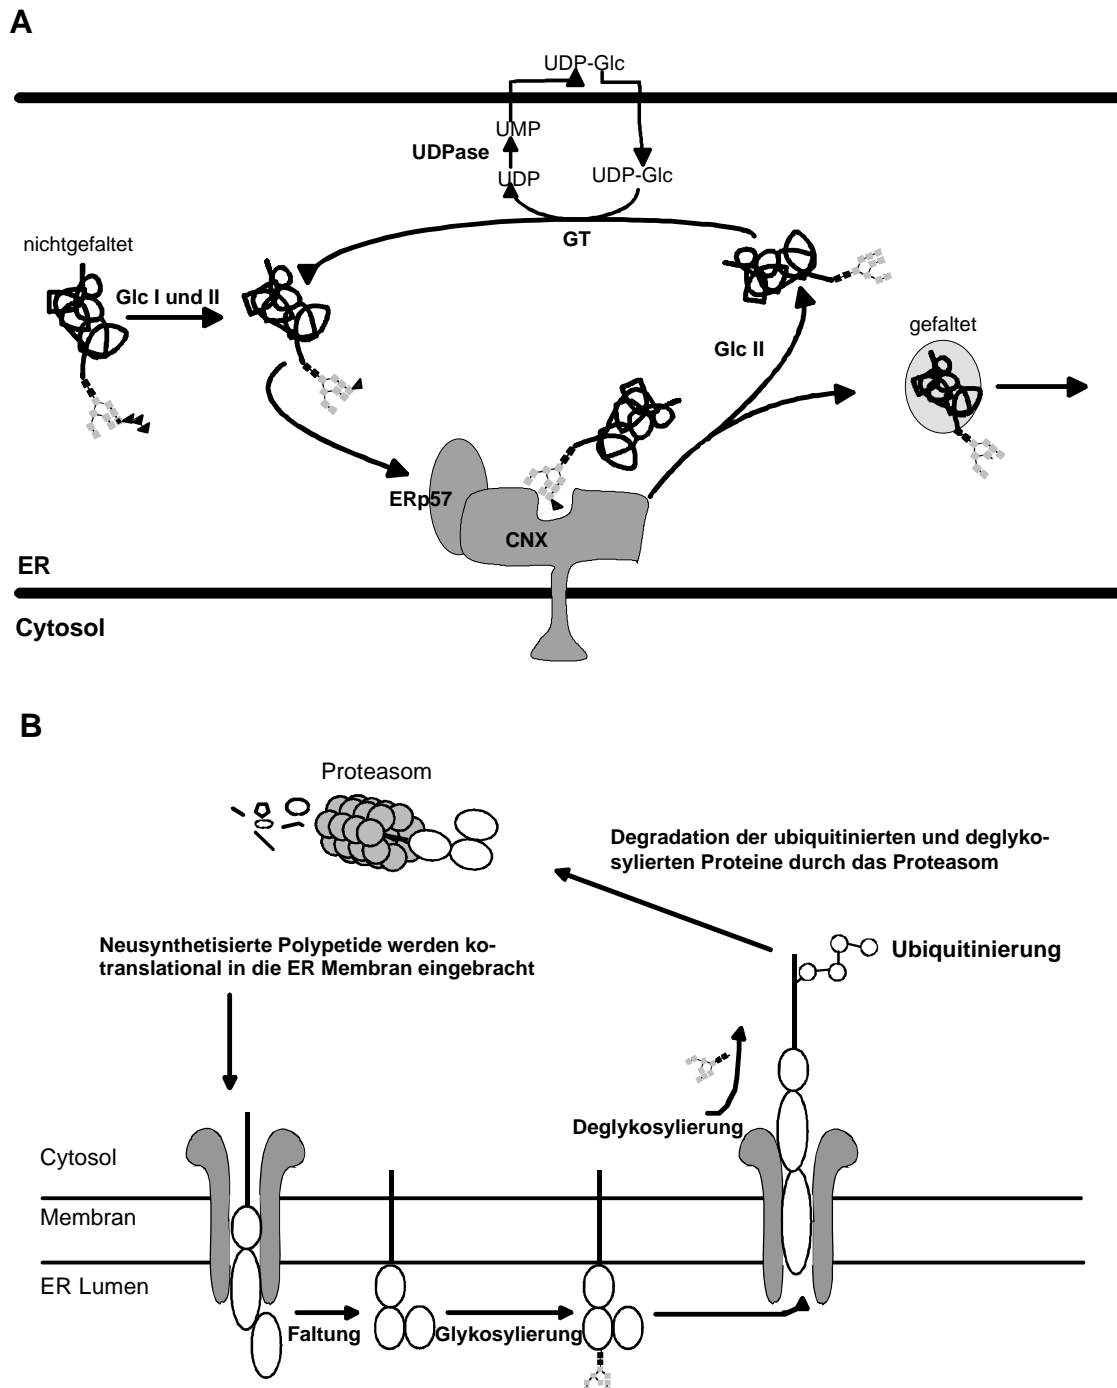 A
UDP-Glc
UMP
UDPase
UDP
UDP-Glc
GT
nichtgefaltet
Glc I und II
Glc II
gefaltet
ERp57
CNX
ER
Cytosol
B
Proteasom
Degradation der ubiquitinierten und deglyko-
sylierten Proteine durch das Proteasom
Neusynthetisierte Polypetide werden ko-
translational in die ER Membran eingebracht
Ubiquitinierung
Deglykosylierung
Cytosol
Membran
ER Lumen
Faltung
Glykosylierung